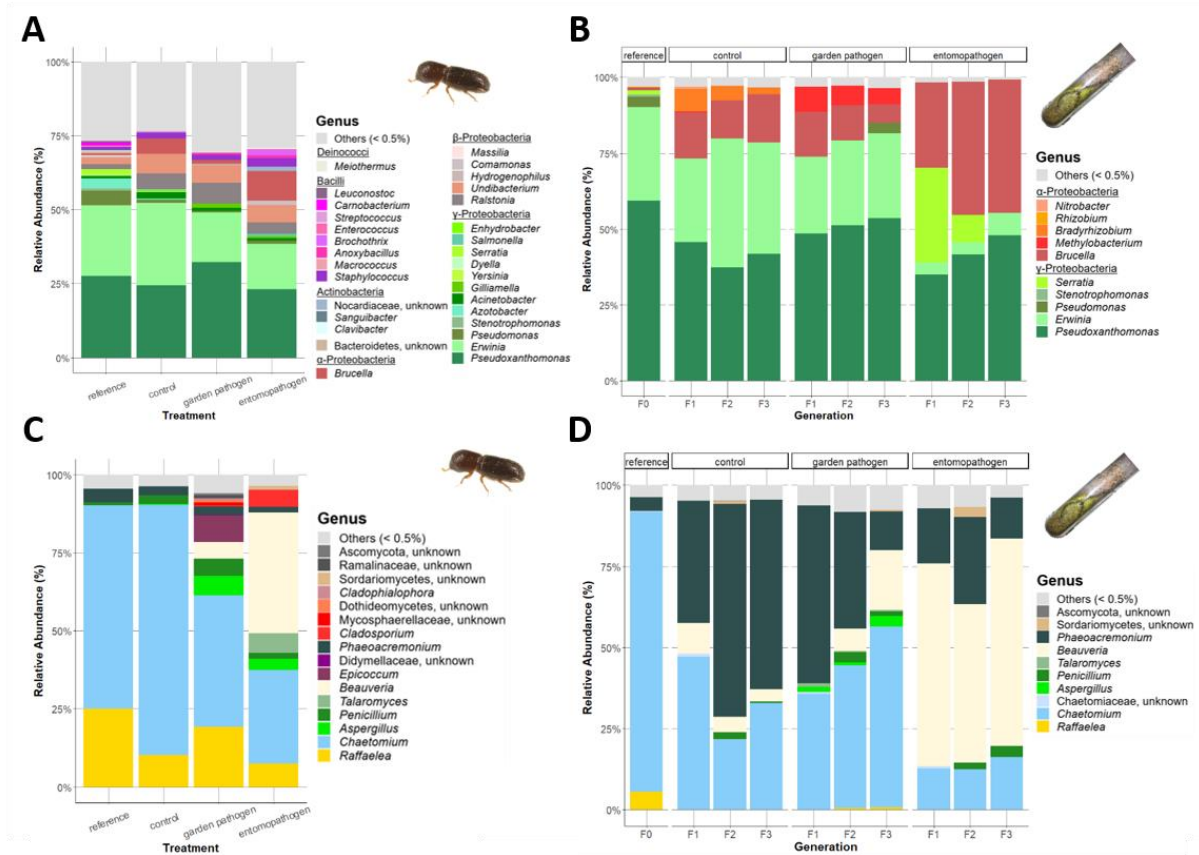 A
Relative Abundance (%)
100%
75%
50%
25%
0%
reference
control
garden pathogen
entomopathogen
Treatment
Genus
Others (< 0.5%)
Deinococci
Meiothermus
Bacilli
Leuconostoc
Carnobacterium
Streptococcus
Enterococcus
Brochothrix
Anoxybacillus
Macrococcus
Staphylococcus
Actinobacteria
Nocardiaceae, unknown
Sanguibacter
Clavibacter
Bacteroidetes, unknown
α-Proteobacteria
Brucella
β-Proteobacteria
Massilia
Comamonas
Hydrogenophilus
Undibacterium
Ralstonia
γ-Proteobacteria
Enhydrobacter
Salmonella
Serratia
Dyella
Yersinia
Gilliamella
Acinetobacter
Azotobacter
Stenotrophomonas
Pseudomonas
Erwinia
Pseudoxanthomonas
B
reference control garden pathogen entomopathogen
Relative Abundance (%)
100%
75%
50%
25%
0%
F0 F1 F2 F3 F1 F2 F3 F1 F2 F3
Generation
Genus
Others (< 0.5%)
α-Proteobacteria
Nitrobacter
Rhizobium
Bradyrhizobium
Methylobacterium
Brucella
γ-Proteobacteria
Serratia
Stenotrophomonas
Pseudomonas
Erwinia
Pseudoxanthomonas
C
Relative Abundance (%)
100%
75%
50%
25%
0%
reference
control
garden pathogen
entomopathogen
Treatment
Genus
Others (< 0.5%)
Ascomycota, unknown
Ramalinaceae, unknown
Sordariomycetes, unknown
Cladophialophora
Dothideomycetes, unknown
Mycosphaerellaceae, unknown
Cladosporium
Phaeoacremonium
Didymellaceae, unknown
Epicoccum
Beauveria
Talaromyces
Penicillium
Aspergillus
Chaetomium
Raffaelea
D
reference control garden pathogen entomopathogen
Relative Abundance (%)
100%
75%
50%
25%
0%
F0 F1 F2 F3 F1 F2 F3 F1 F2 F3
Generation
Genus
Others (< 0.5%)
Ascomycota, unknown
Sordariomycetes, unknown
Phaeoacremonium
Beauveria
Talaromyces
Penicillium
Aspergillus
Chaetomiaceae, unknown
Chaetomium
Raffaelea